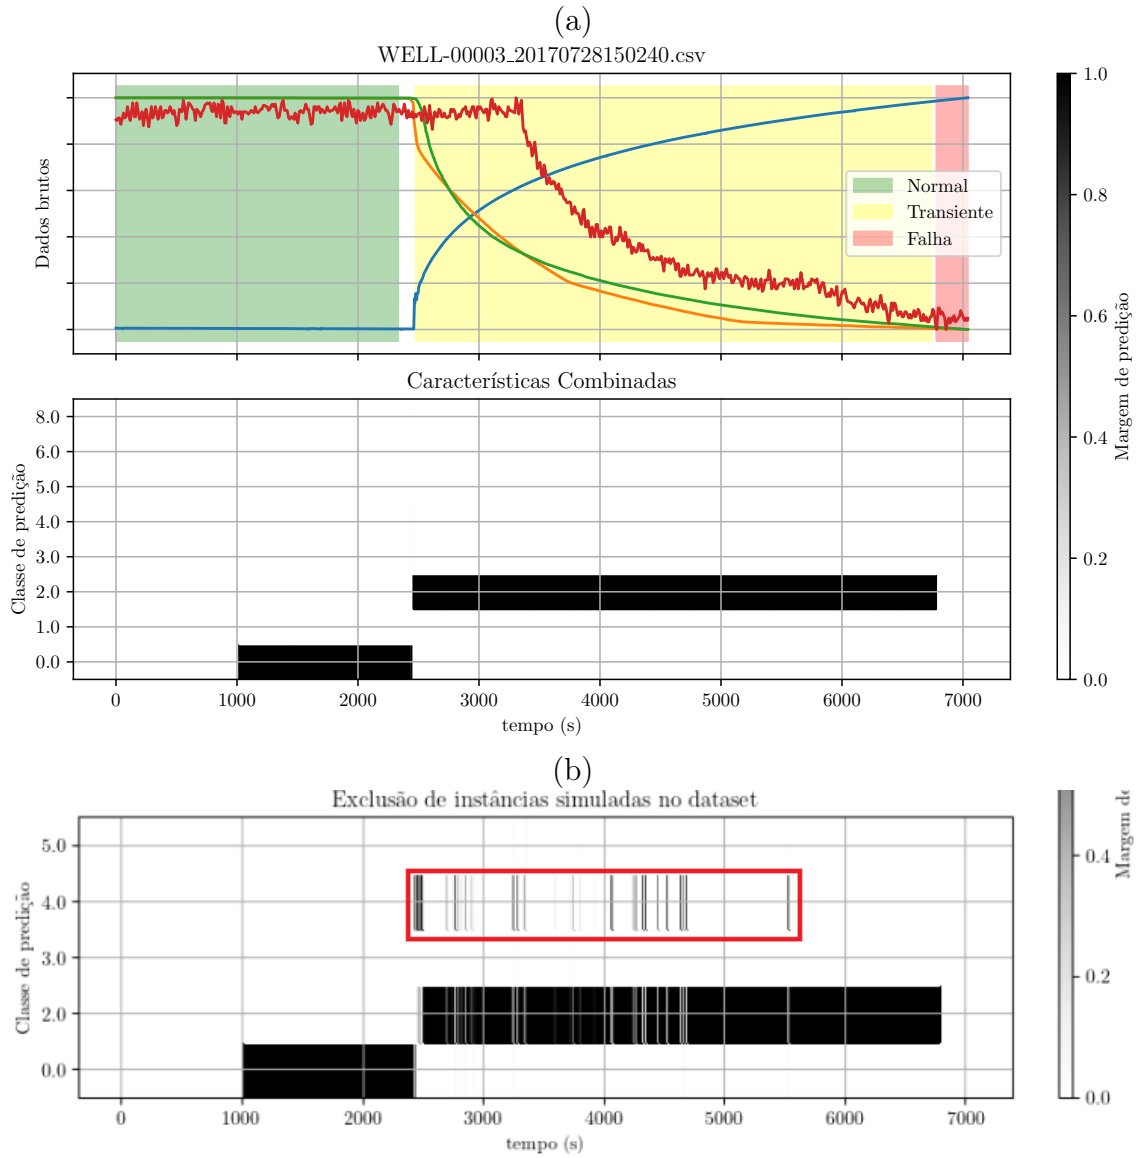 (a)
WELL-00003_20170728150240.csv
Dados brutos
Normal
Transiente
Falha
1.0
0.8
0.6
0.4
0.2
0.0
Margem de predição
Características Combinadas
Classe de predição
8.0
6.0
5.0
4.0
3.0
2.0
1.0
0.0
0 1000 2000 3000 4000 5000 6000 7000
tempo (s)
(b)
Exclusão de instâncias simuladas no dataset
Classe de predição
5.0
4.0
3.0
2.0
0.0
0 1000 2000 3000 4000 5000 6000 7000
tempo (s)
0.4
0.2
0.0
Margem de